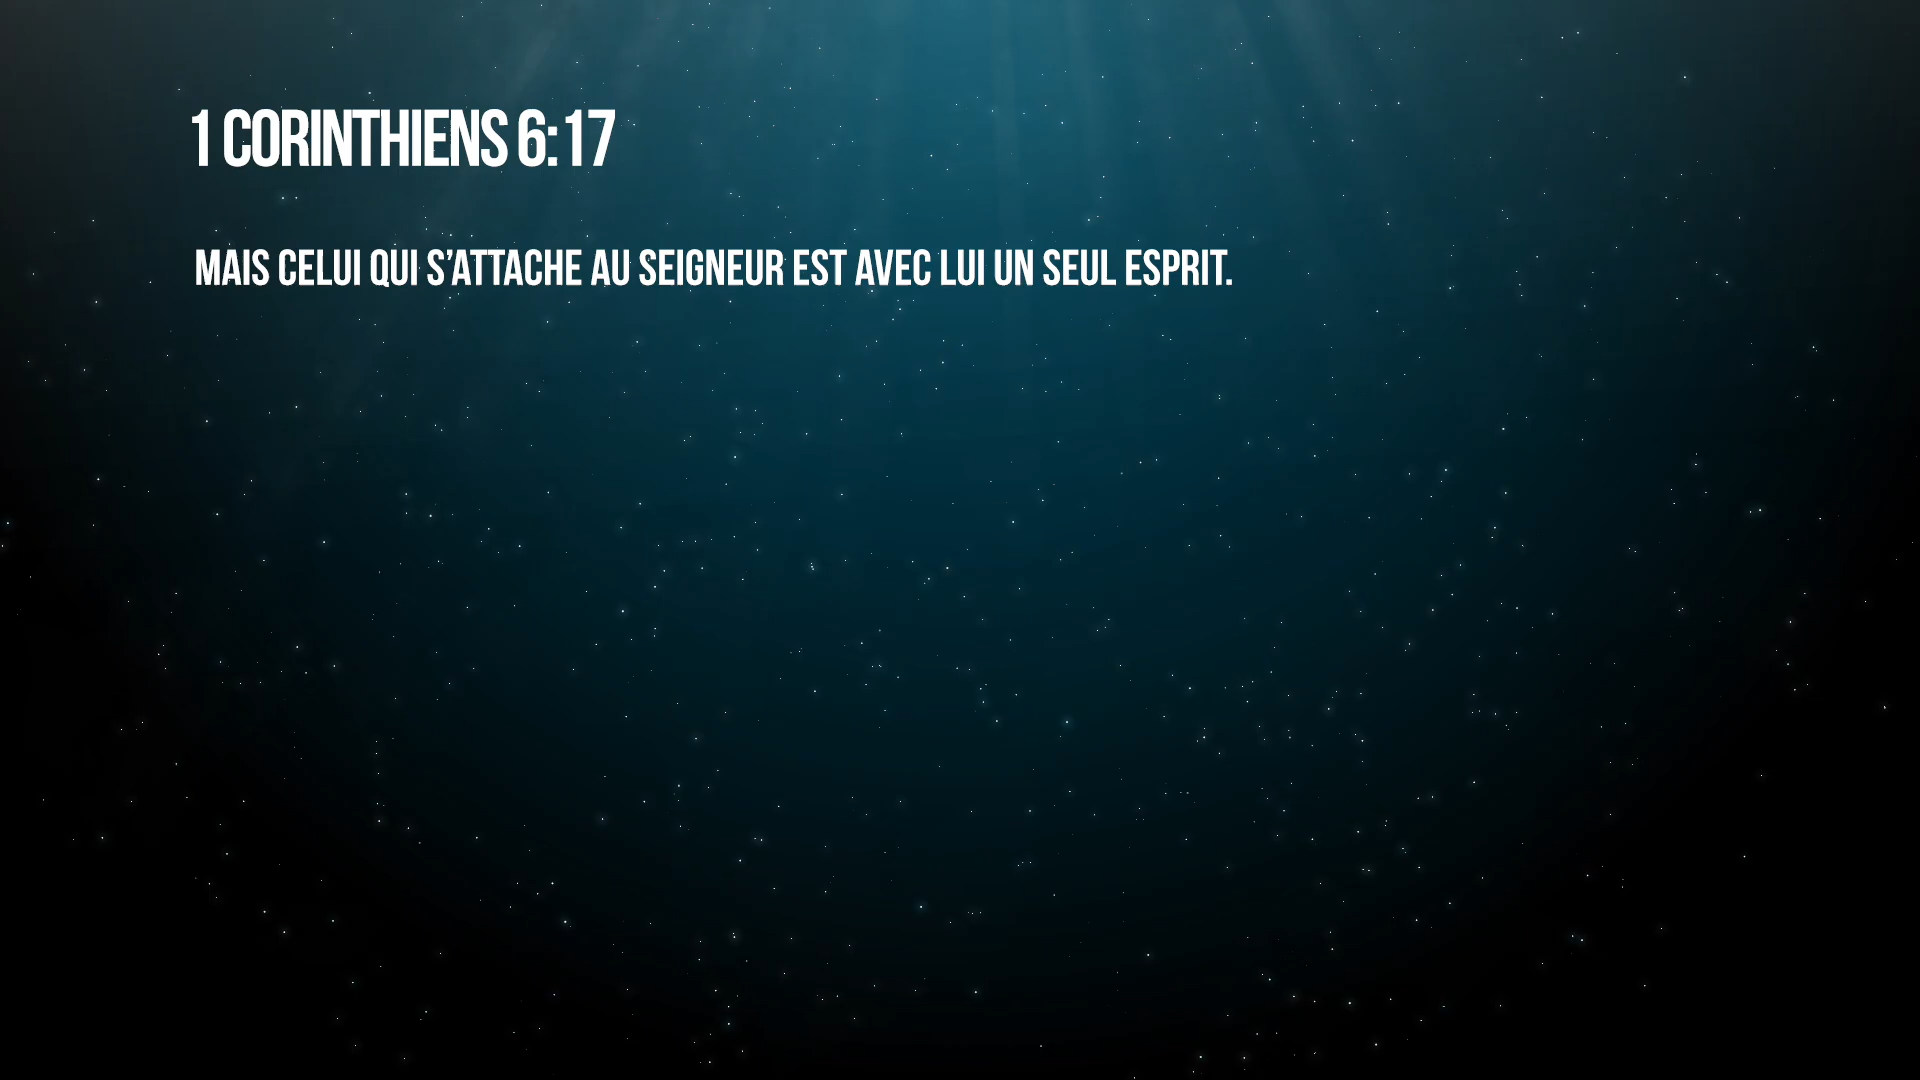 1 CORINTHIENS 6:17
MAIS CELUI QUI S’ATTACHE AU SEIGNEUR EST AVEC LUI UN SEUL ESPRIT.